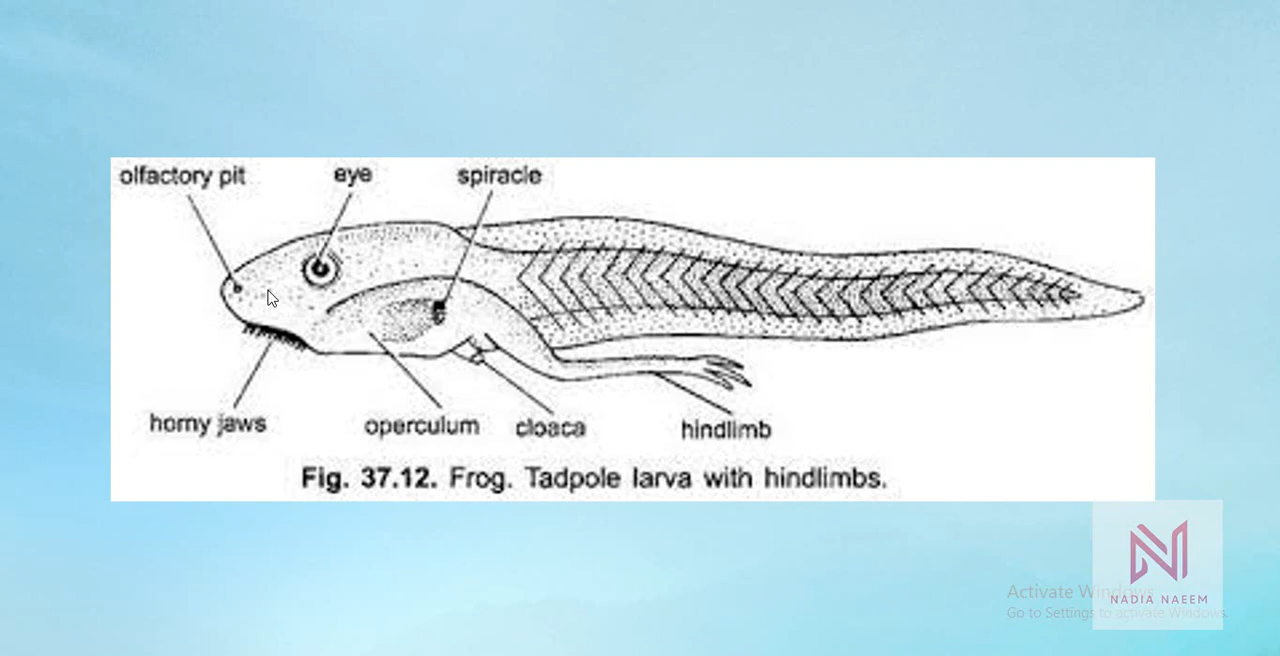 olfactory pit eye spiracle
horny jaws operculum cloaca hindlimb
Fig. 37.12. Frog. Tadpole larva with hindlimbs.
Activate Windows
NADIA NAEEM
Go to Settings to activate Windows.